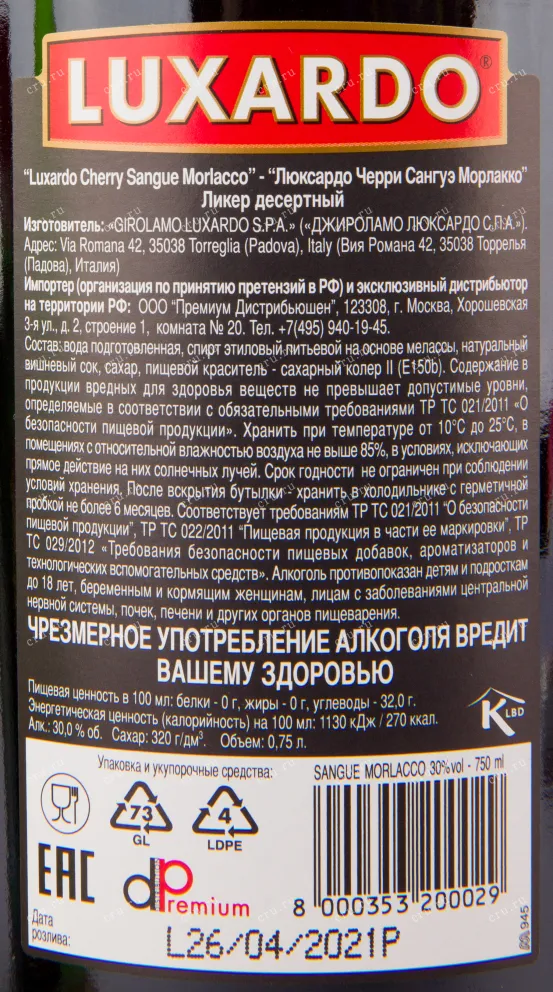 LUXARDO®
“Luxardo Cherry Sangue Morlacco” - “Люксардо Черри Сангуэ Морлакко”
Ликер десертный
Изготовитель: «GIROLAMO LUXARDO S.P.A.» («ДЖИРОЛАМО ЛЮКСАРДО С.П.А.»).
Адрес: Via Romana 42, 35038 Torreglia (Padova), Italy (Вия Романа 42, 35038 Торрелья
(Падова), Италия)
Импортер (организация по принятию претензий в РФ) и эксклюзивный дистрибьютор
на территории РФ: ООО “Премиум Дистрибьюшен”, 123308, г. Москва, Хорошевская
3-я ул., д. 2, строение 1, комната № 20. Тел. +7(495) 940-19-45.
Состав: вода подготовленная, спирт этиловый питьевой на основе мелассы, натуральный
вишневый сок, сахар, пищевой краситель - сахарный колер II (E150b). Содержание в
продукции вредных для здоровья веществ не превышает допустимые уровни,
определяемые в соответствии с обязательными требованиями ТР ТС 021/2011 «О
безопасности пищевой продукции». Хранить при температуре от 10°C до 25°C, в
помещениях с относительной влажностью воздуха не выше 85%, в условиях, исключающих
прямое действие на них солнечных лучей. Срок годности не ограничен при соблюдении
условий хранения. После вскрытия бутылки - хранить в холодильнике с герметичной
пробкой не более 6 месяцев. Соответствует требованиям ТР ТС 021/2011 “О безопасности
пищевой продукции”, ТР ТС 022/2011 “Пищевая продукция в части ее маркировки”, ТР
ТС 029/2012 «Требования безопасности пищевых добавок, ароматизаторов и
технологических вспомогательных средств». Алкоголь противопоказан детям и подросткам
до 18 лет, беременным и кормящим женщинам, лицам с заболеваниями центральной
нервной системы, почек, печени и других органов пищеварения.
ЧРЕЗМЕРНОЕ УПОТРЕБЛЕНИЕ АЛКОГОЛЯ ВРЕДИТ
ВАШЕМУ ЗДОРОВЬЮ
Пищевая ценность в 100 мл: белки - 0 г, жиры - 0 г, углеводы - 32,0 г.
Энергетическая ценность (калорийность) на 100 мл: 1130 кДж / 270 ккал.
Алк.: 30,0 % об. Сахар: 320 г/дм³. Объем: 0,75 л.
K LBD
Упаковка и укупорочные средства:
SANGUE MORLACCO 30%vol - 750 ml
73
GL
4
LDPE
EAC
dp Premium
8 000353 200029
945
Дата
розлива:
L26/04/2021P